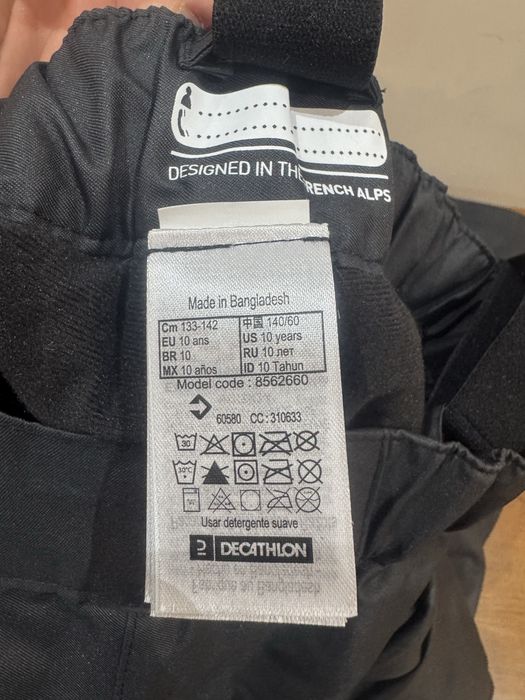 DESIGNED IN THE FRENCH ALPS
Made in Bangladesh
Cm 133-142 中国 140/60
EU 10 ans US 10 years
BR 10 RU 10 лет
MX 10 años ID 10 Tahun
Model code : 8562660
60580 CC : 310633
30
30°C
Usar detergente suave
DECATHLON